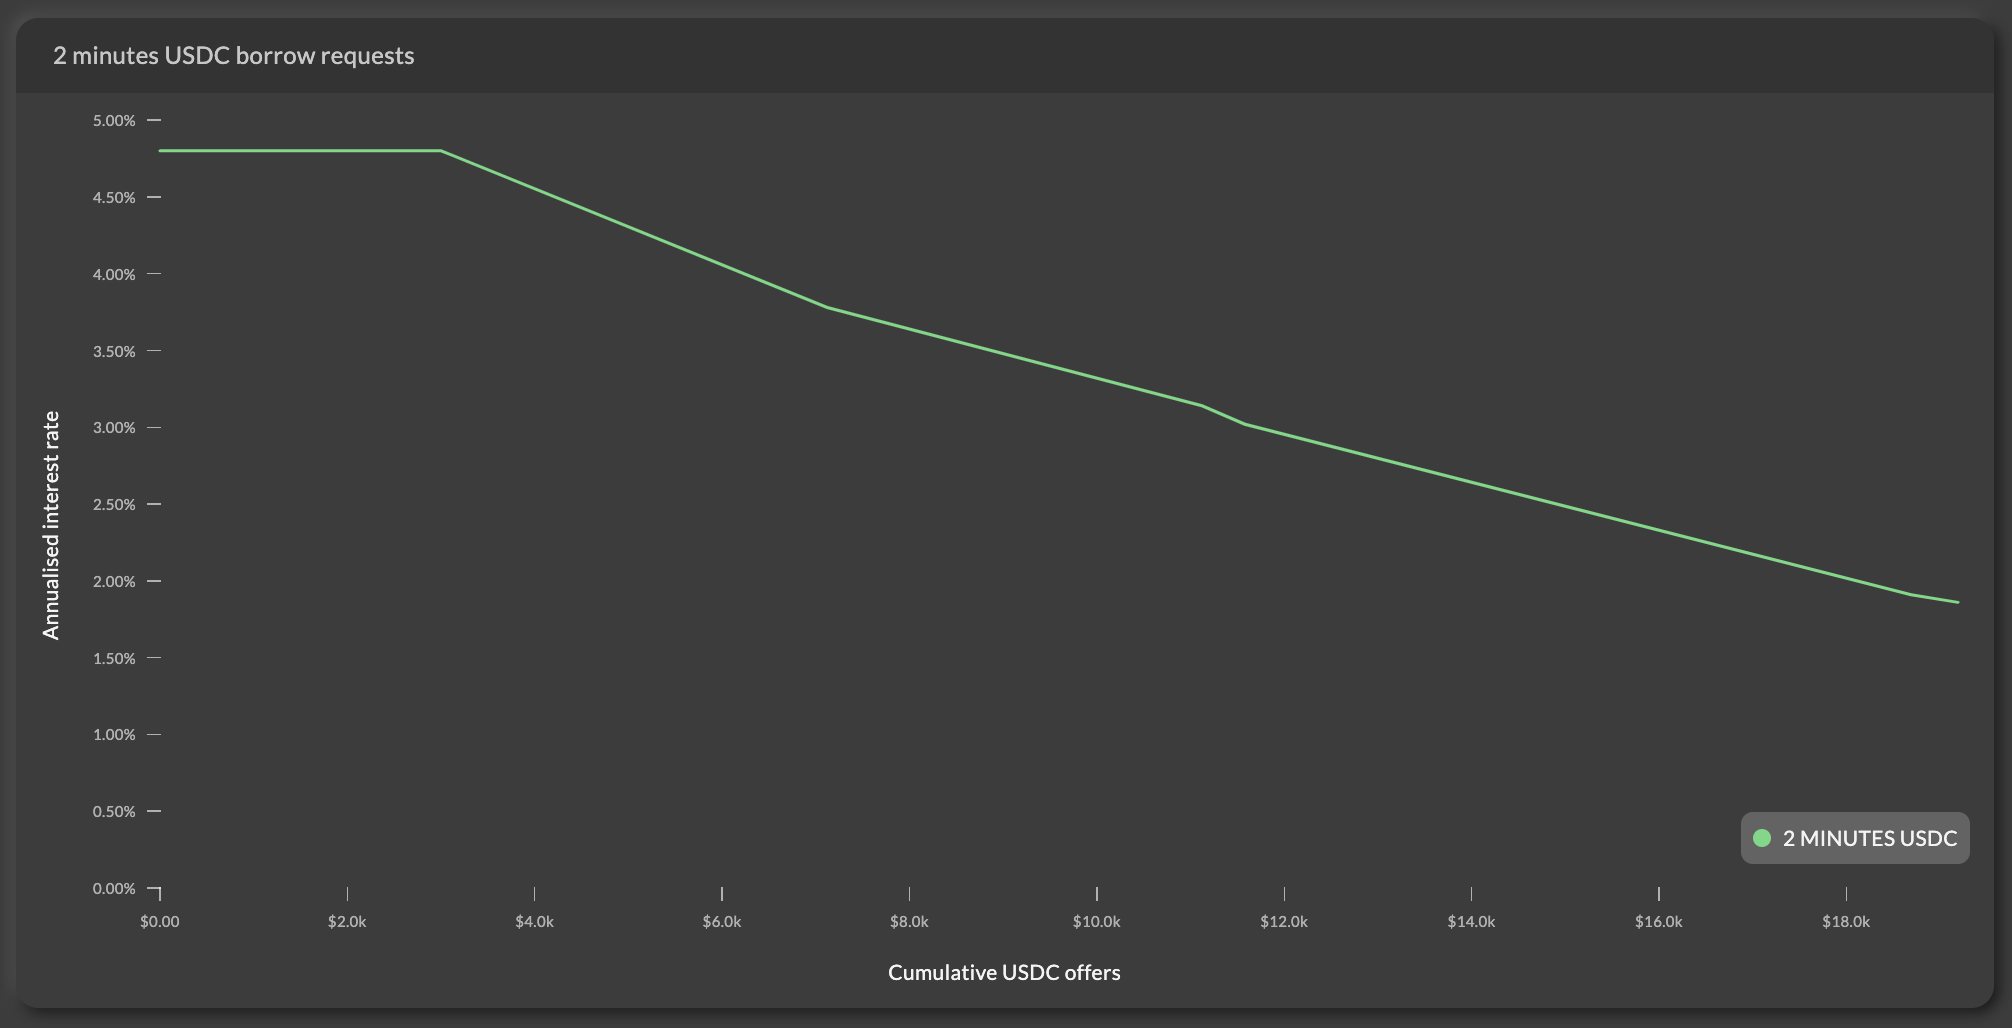 2 minutes USDC borrow requests
5.00%
4.50%
4.00%
3.50%
3.00%
2.50%
2.00%
1.50%
1.00%
0.50%
0.00%
Annualised interest rate
2 MINUTES USDC
$0.00 $2.0k $4.0k $6.0k $8.0k $10.0k $12.0k $14.0k $16.0k $18.0k
Cumulative USDC offers